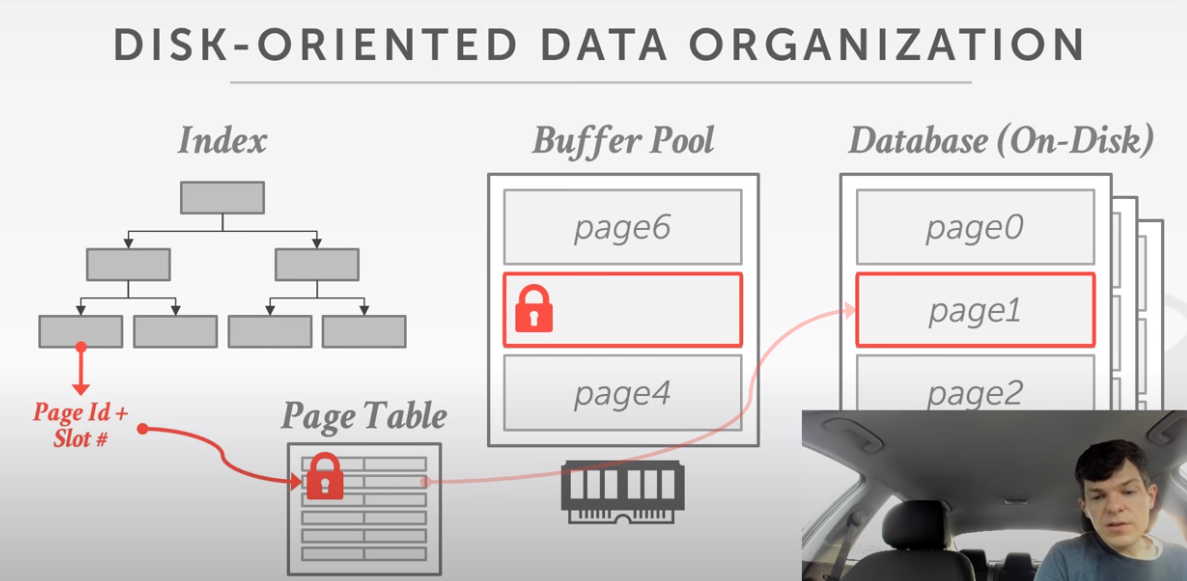 DISK-ORIENTED DATA ORGANIZATION
Index
Buffer Pool
Database (On-Disk)
page6
page0
page1
page4
page2
Page Id +
Slot #
Page Table